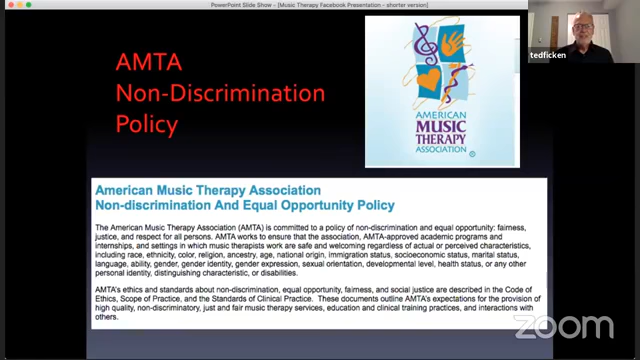 PowerPoint Slide Show - [Music Therapy Facebook Presentation - shorter version]
tedficken
AMTA
Non-Discrimination
Policy
AMERICAN
MUSIC
THERAPY
ASSOCIATION
®
American Music Therapy Association
Non-discrimination And Equal Opportunity Policy
The American Music Therapy Association (AMTA) is committed to a policy of non-discrimination and equal opportunity: fairness,
justice, and respect for all persons. AMTA works to ensure that the association, AMTA-approved academic programs and
internships, and settings in which music therapists work are safe and welcoming regardless of actual or perceived characteristics,
including race, ethnicity, color, religion, ancestry, age, national origin, immigration status, socioeconomic status, marital status,
language, ability, gender, gender identity, gender expression, sexual orientation, developmental level, health status, or any other
personal identity, distinguishing characteristic, or disabilities.
AMTA's ethics and standards about non-discrimination, equal opportunity, fairness, and social justice are described in the Code of
Ethics, Scope of Practice, and the Standards of Clinical Practice. These documents outline AMTA's expectations for the provision of
high quality, non-discriminatory, just and fair music therapy services, education and clinical training practices, and interactions with
others.
zoom